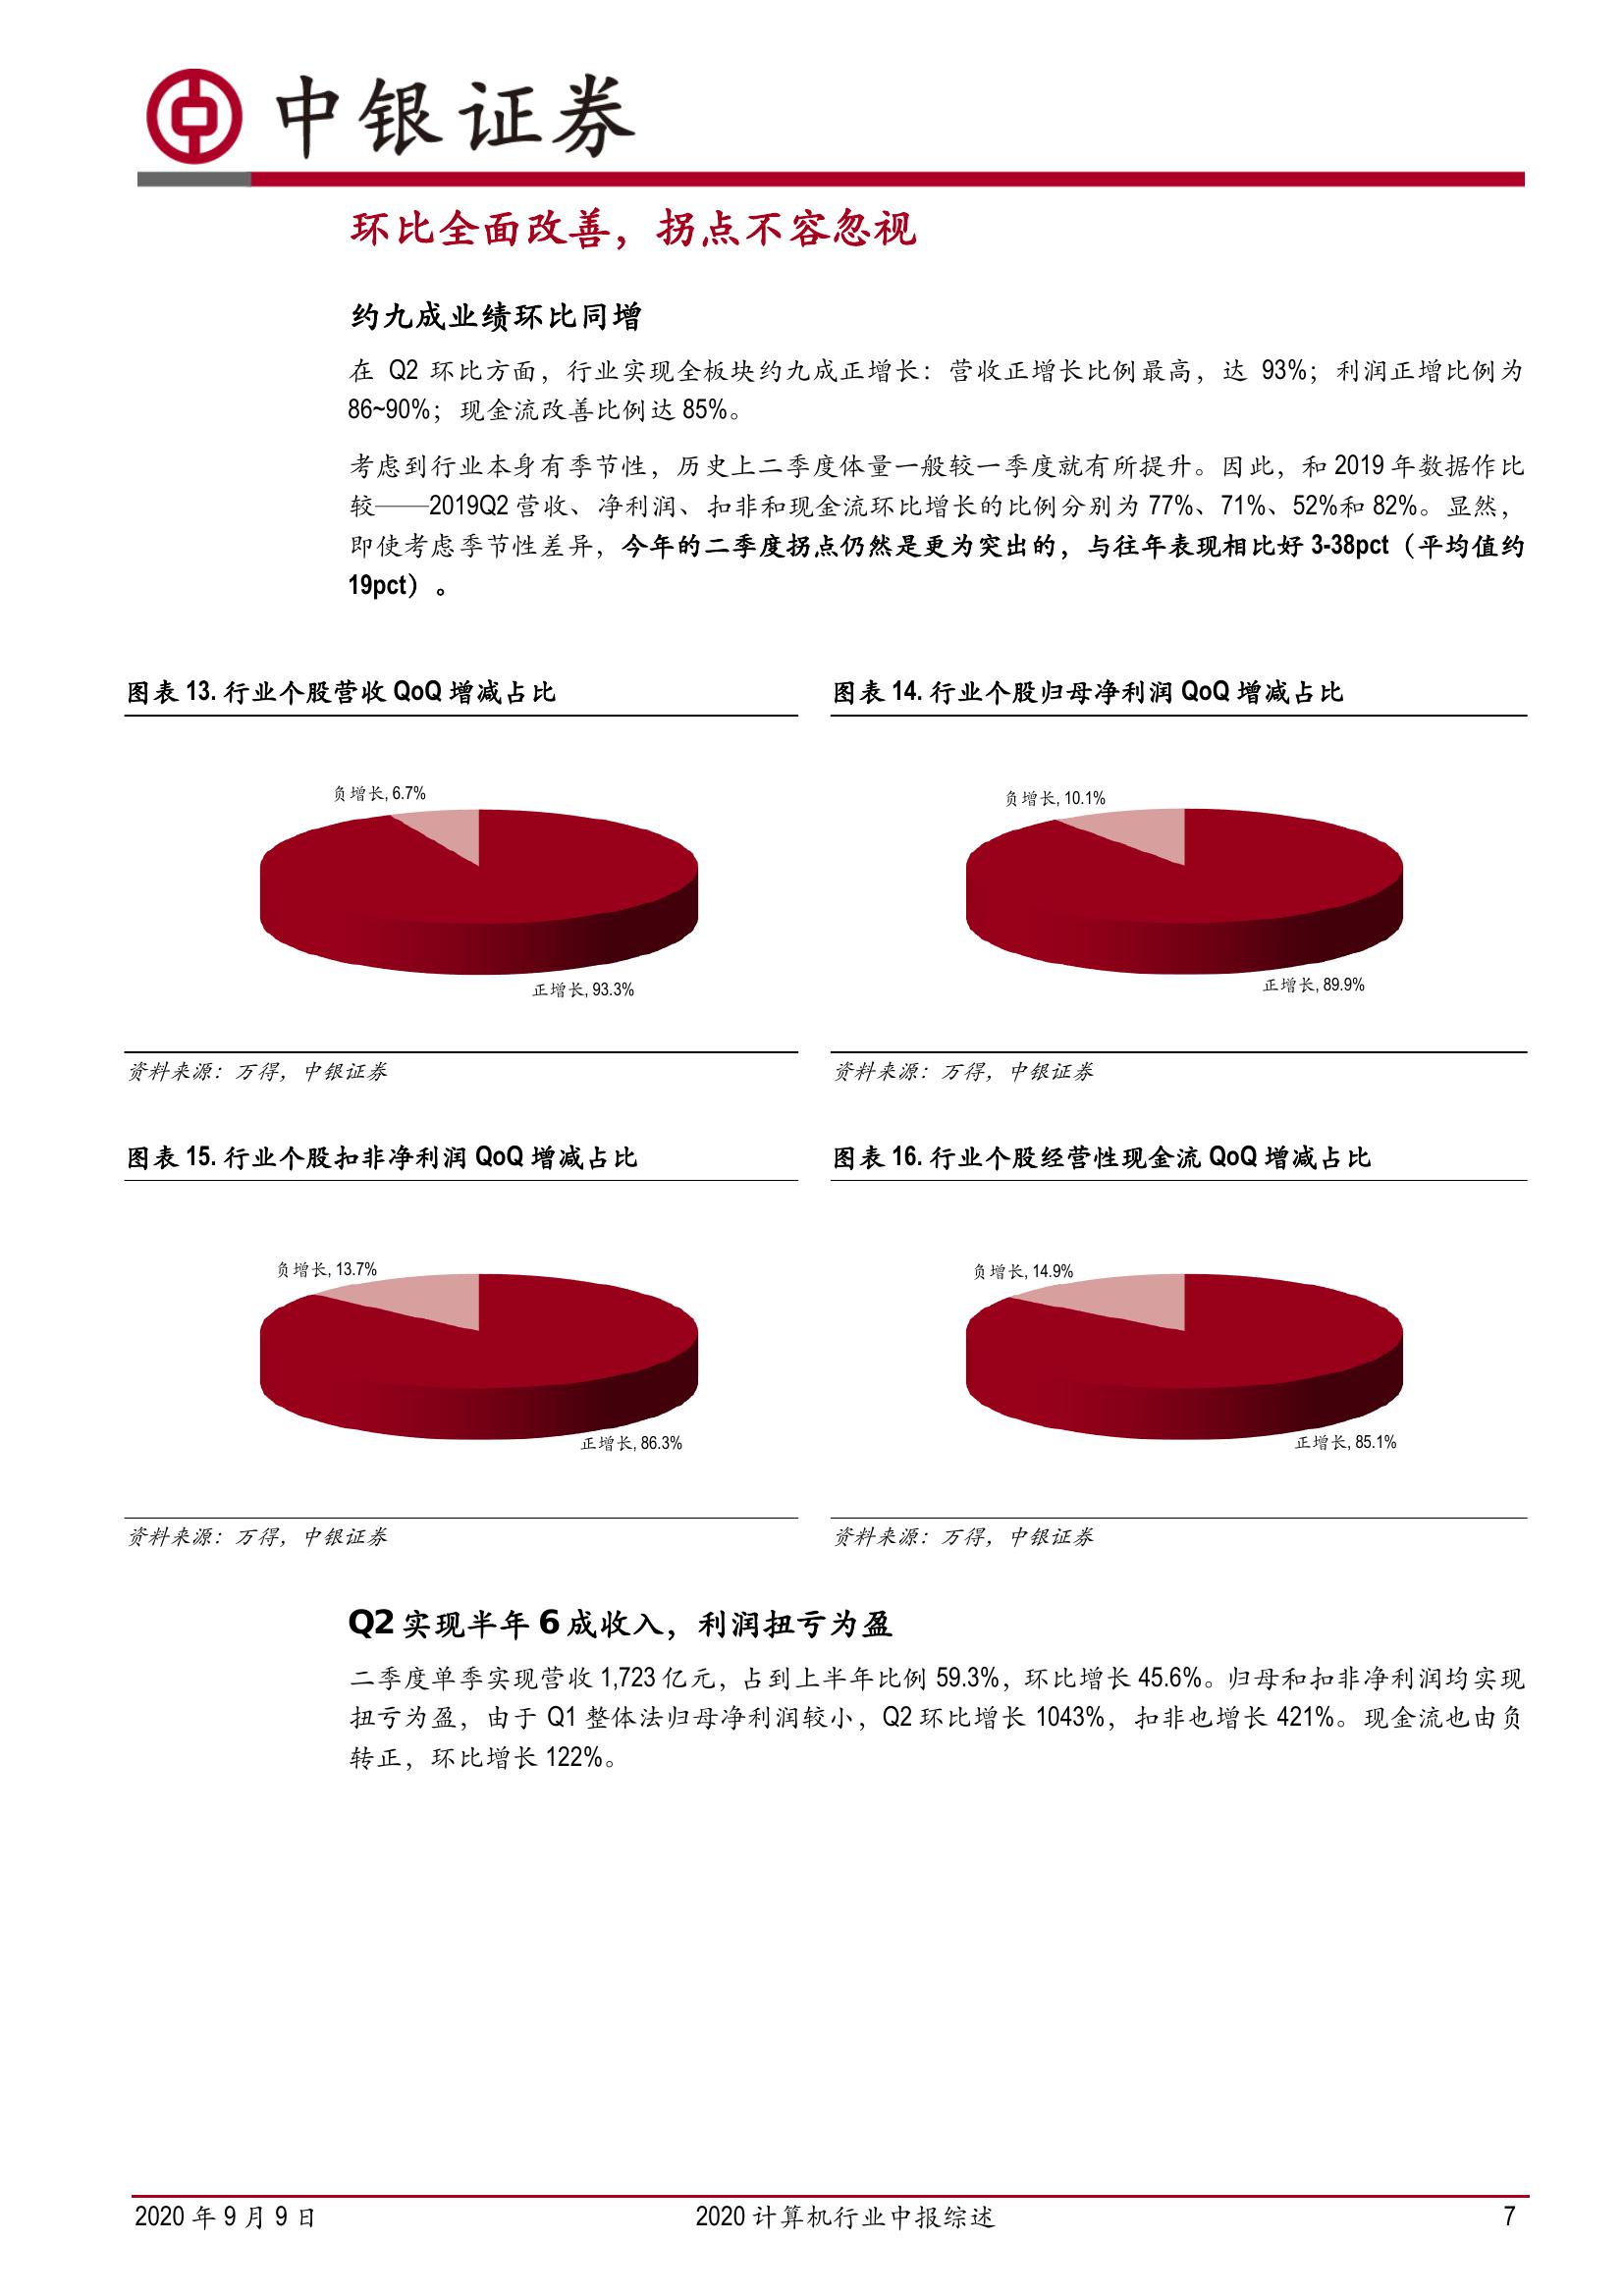 中银证券
环比全面改善，拐点不容忽视
约九成业绩环比同增
在 Q2 环比方面，行业实现全板块约九成正增长：营收正增长比例最高，达 93%；利润正增比例为
86~90%；现金流改善比例达 85%。
考虑到行业本身有季节性，历史上二季度体量一般较一季度就有所提升。因此，和 2019 年数据作比
较——2019Q2 营收、净利润、扣非和现金流环比增长的比例分别为 77%、71%、52%和 82%。显然，
即使考虑季节性差异，今年的二季度拐点仍然是更为突出的，与往年表现相比好 3-38pct（平均值约
19pct）。
图表 13. 行业个股营收 QoQ 增减占比
图表 14. 行业个股归母净利润 QoQ 增减占比
负增长, 6.7%
正增长, 93.3%
负增长, 10.1%
正增长, 89.9%
资料来源：万得，中银证券
资料来源：万得，中银证券
图表 15. 行业个股扣非净利润 QoQ 增减占比
图表 16. 行业个股经营性现金流 QoQ 增减占比
负增长, 13.7%
正增长, 86.3%
负增长, 14.9%
正增长, 85.1%
资料来源：万得，中银证券
资料来源：万得，中银证券
Q2 实现半年 6 成收入，利润扭亏为盈
二季度单季实现营收 1,723 亿元，占到上半年比例 59.3%，环比增长 45.6%。归母和扣非净利润均实现
扭亏为盈，由于 Q1 整体法归母净利润较小，Q2 环比增长 1043%，扣非也增长 421%。现金流也由负
转正，环比增长 122%。
2020 年 9 月 9 日
2020 计算机行业中报综述
7